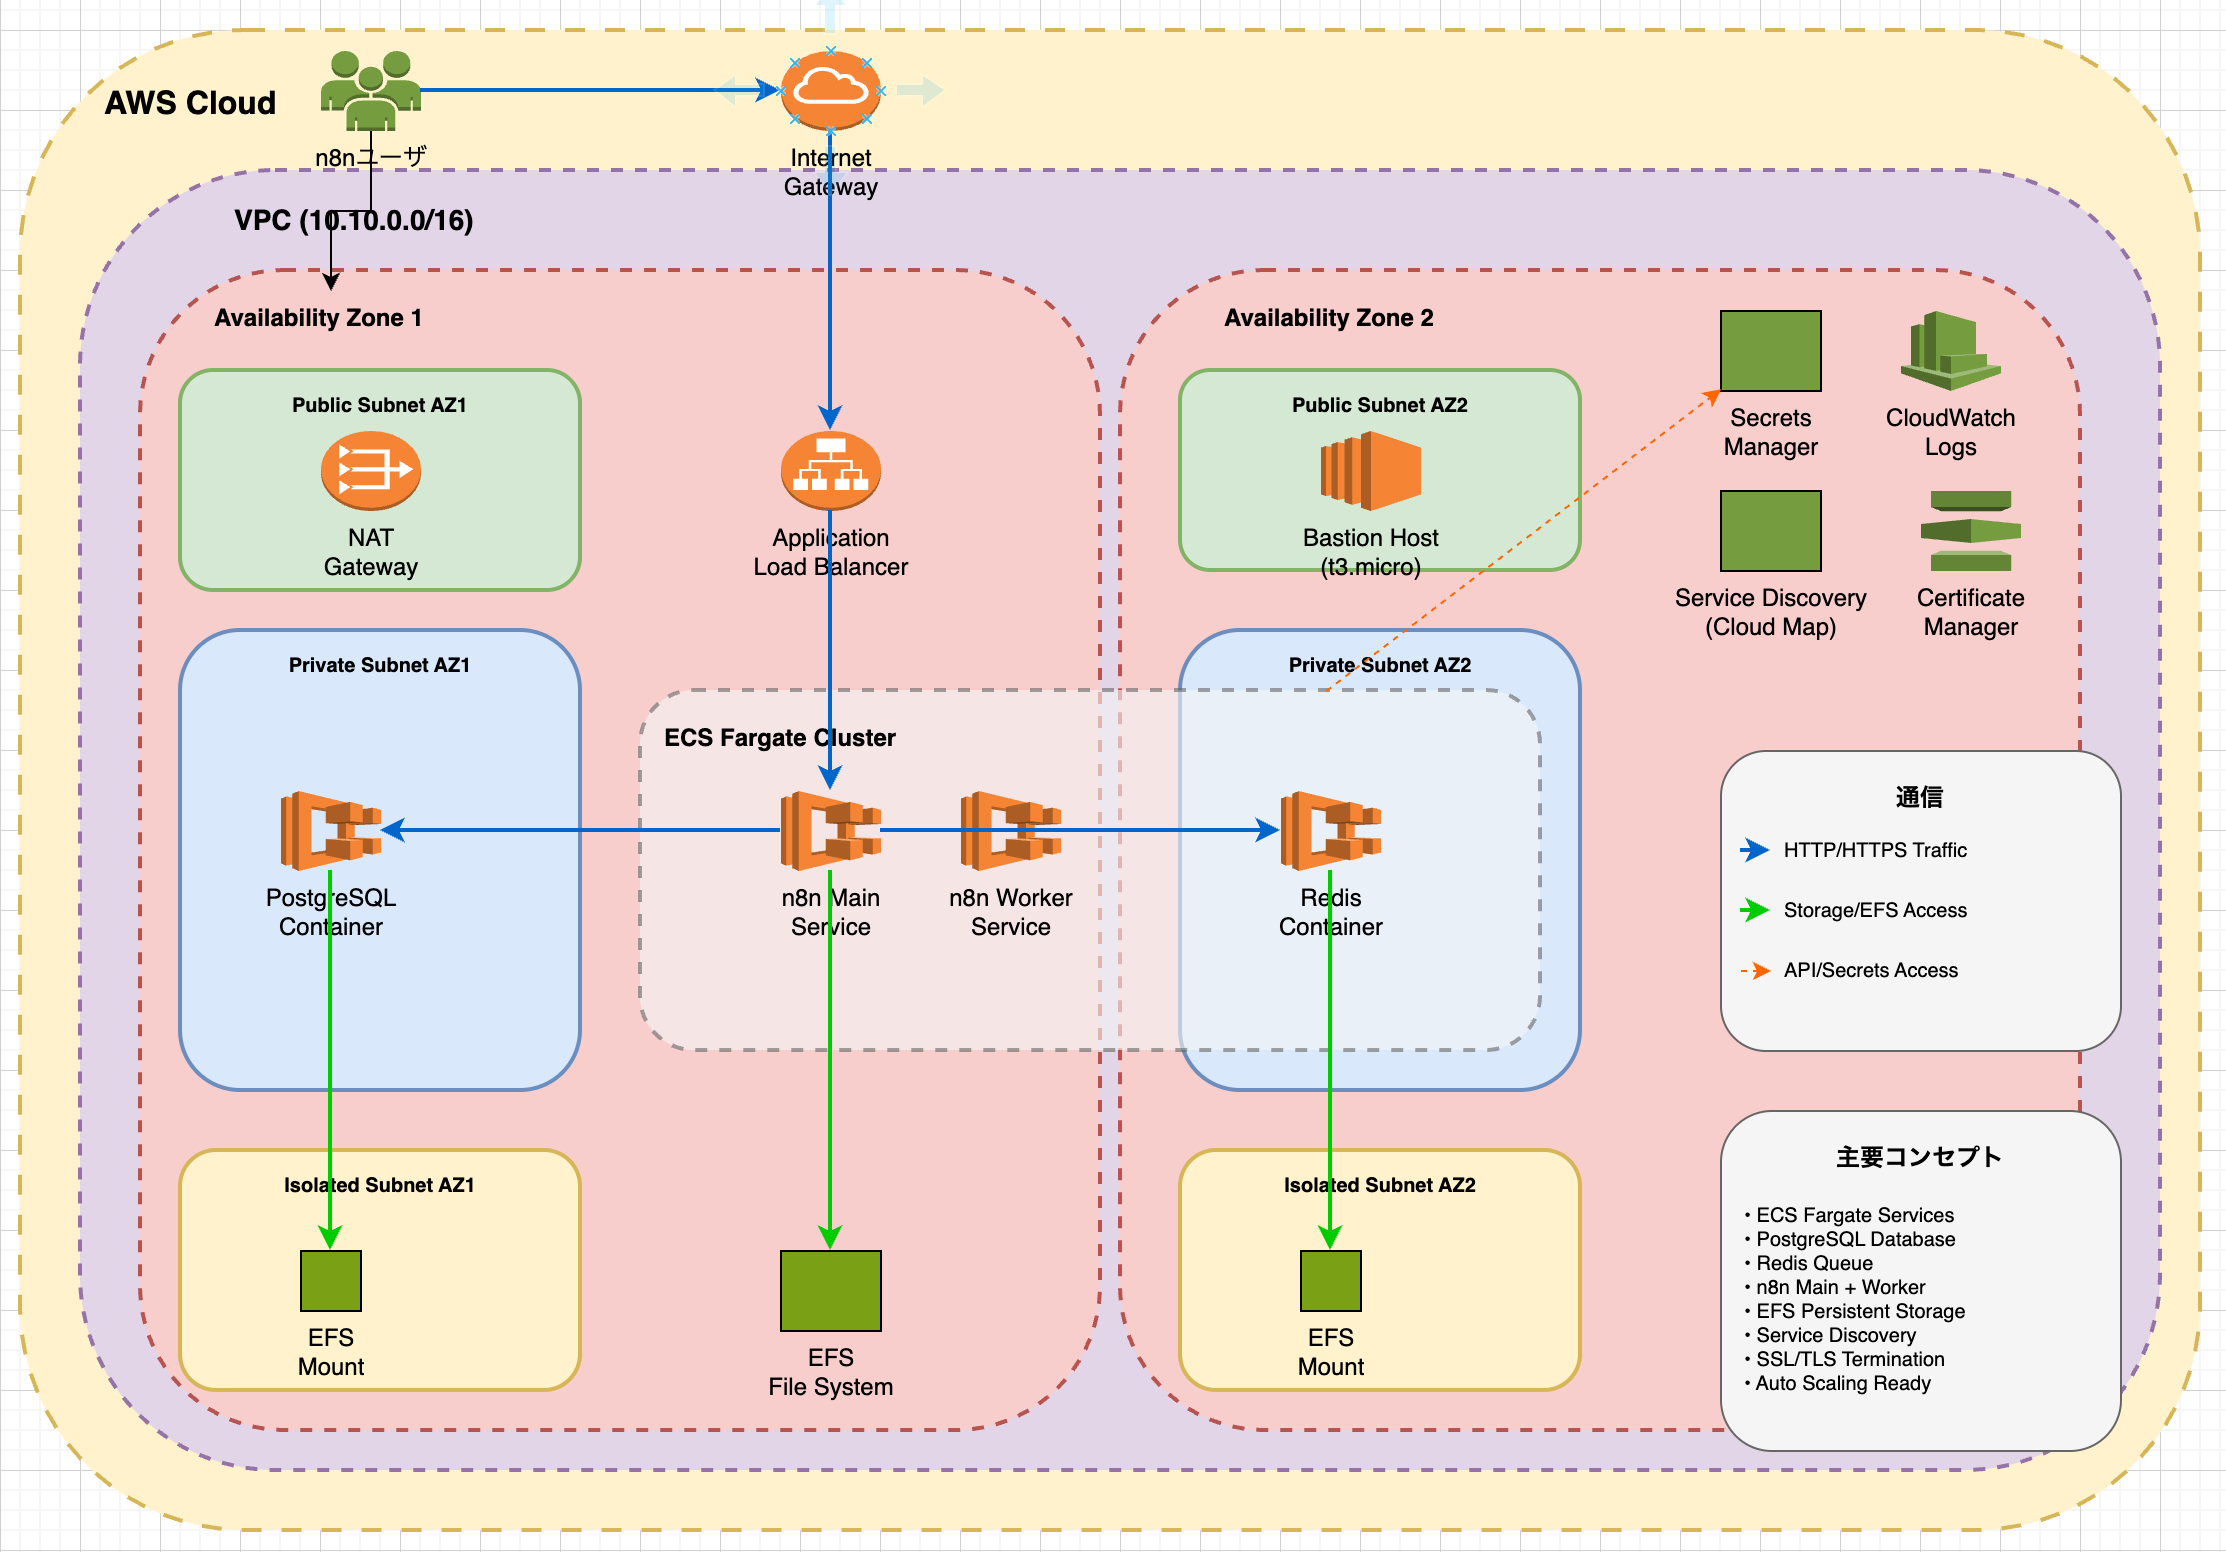 AWS Cloud
n8nユーザ
Internet
Gateway
VPC (10.10.0.0/16)
Availability Zone 1
Public Subnet AZ1
NAT
Gateway
Application
Load Balancer
Private Subnet AZ1
PostgreSQL
Container
ECS Fargate Cluster
n8n Main
Service
n8n Worker
Service
Isolated Subnet AZ1
EFS
Mount
EFS
File System
Availability Zone 2
Public Subnet AZ2
Bastion Host
(t3.micro)
Private Subnet AZ2
Redis
Container
Isolated Subnet AZ2
EFS
Mount
Secrets
Manager
CloudWatch
Logs
Service Discovery
(Cloud Map)
Certificate
Manager
通信
HTTP/HTTPS Traffic
Storage/EFS Access
API/Secrets Access
主要コンセプト
• ECS Fargate Services
• PostgreSQL Database
• Redis Queue
• n8n Main + Worker
• EFS Persistent Storage
• Service Discovery
• SSL/TLS Termination
• Auto Scaling Ready